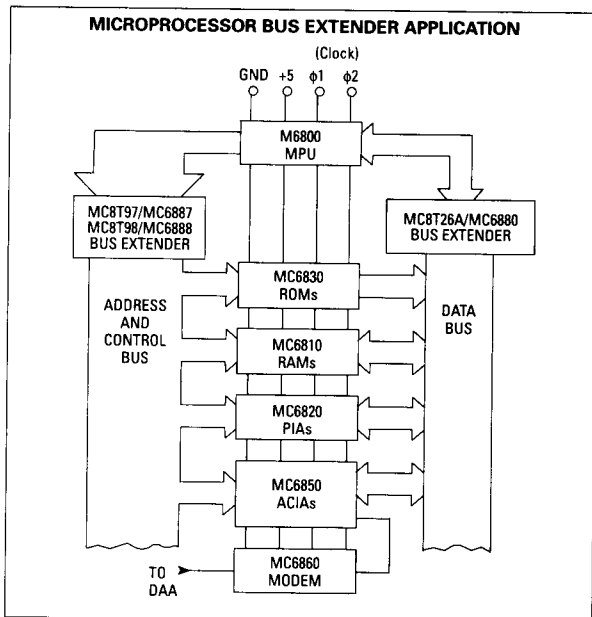 MICROPROCESSOR BUS EXTENDER APPLICATION
(Clock)
GND +5 ϕ1 ϕ2
M6800
MPU
MC8T97/MC6887
MC8T98/MC6888
BUS EXTENDER
MC8T26A/MC6880
BUS EXTENDER
MC6830
ROMs
ADDRESS
AND
CONTROL
BUS
DATA
BUS
MC6810
RAMs
MC6820
PIAs
MC6850
ACIAs
MC6860
MODEM
TO
DAA